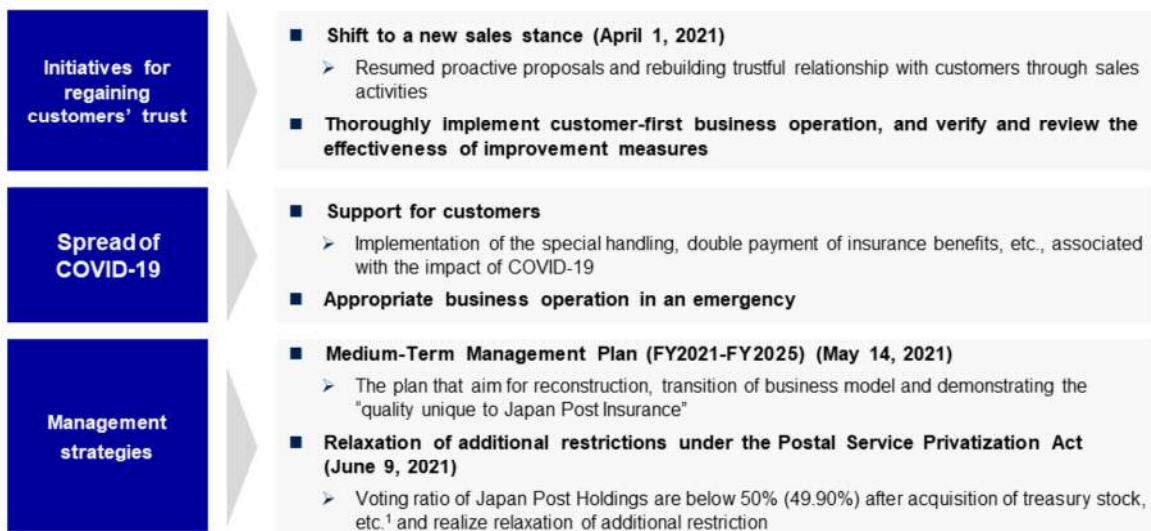 Initiatives for
regaining
customers' trust
■ Shift to a new sales stance (April 1, 2021)
➢ Resumed proactive proposals and rebuilding trustful relationship with customers through sales
activities
■ Thoroughly implement customer-first business operation, and verify and review the
effectiveness of improvement measures
Spread of
COVID-19
■ Support for customers
➢ Implementation of the special handling, double payment of insurance benefits, etc., associated
with the impact of COVID-19
■ Appropriate business operation in an emergency
Management
strategies
■ Medium-Term Management Plan (FY2021-FY2025) (May 14, 2021)
➢ The plan that aim for reconstruction, transition of business model and demonstrating the
"quality unique to Japan Post Insurance"
■ Relaxation of additional restrictions under the Postal Service Privatization Act
(June 9, 2021)
➢ Voting ratio of Japan Post Holdings are below 50% (49.90%) after acquisition of treasury stock,
etc.¹ and realize relaxation of additional restriction